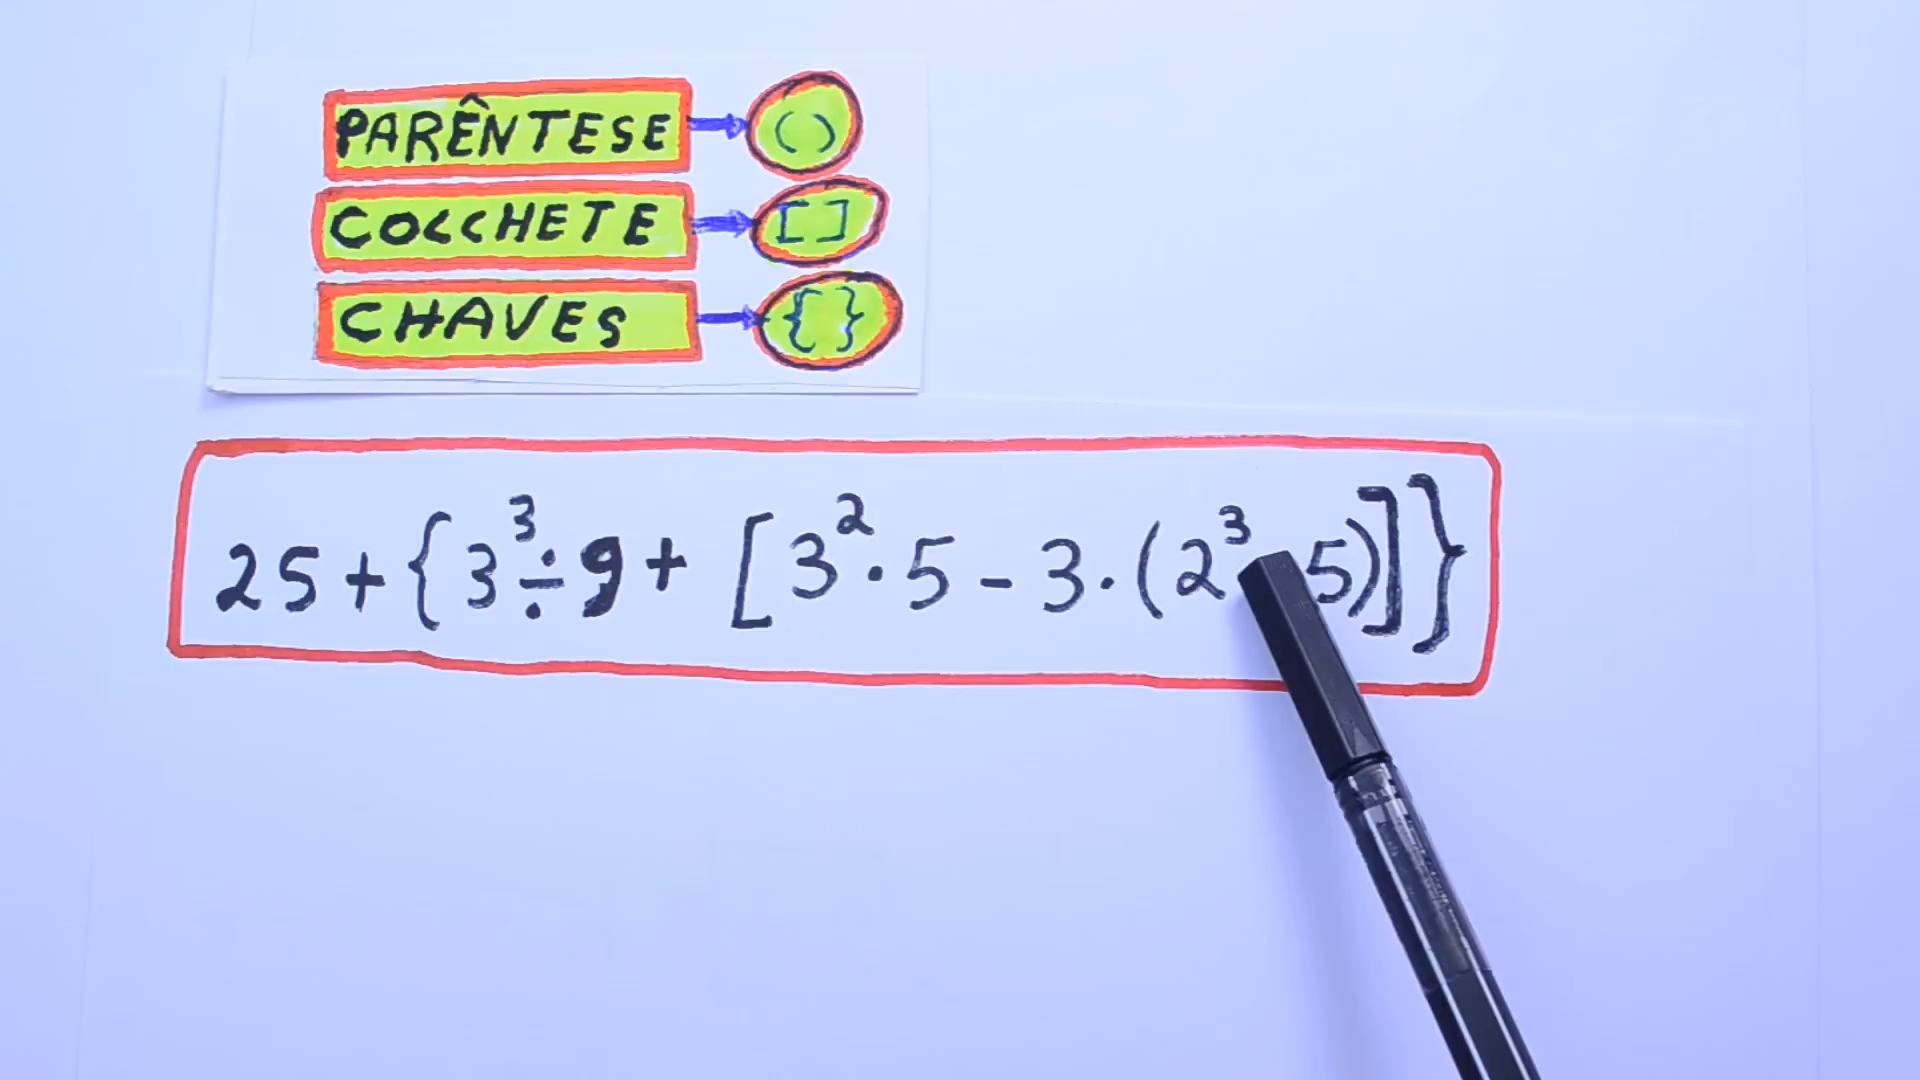 PARÊNTESE ( )
COLCHETE [ ]
CHAVES { }
25 + { 3³ ÷ 9 + [ 3² · 5 - 3 · ( 2³ 5 ) ] }